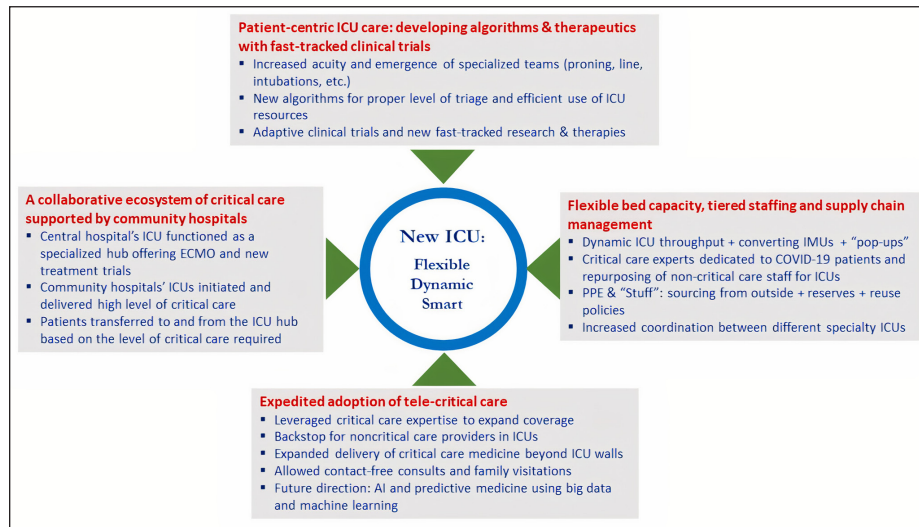 Patient-centric ICU care: developing algorithms & therapeutics
with fast-tracked clinical trials
▪ Increased acuity and emergence of specialized teams (proning, line,
intubations, etc.)
▪ New algorithms for proper level of triage and efficient use of ICU
resources
▪ Adaptive clinical trials and new fast-tracked research & therapies
A collaborative ecosystem of critical care
supported by community hospitals
▪ Central hospital's ICU functioned as a
specialized hub offering ECMO and new
treatment trials
▪ Community hospitals' ICUs initiated and
delivered high level of critical care
▪ Patients transferred to and from the ICU hub
based on the level of critical care required
New ICU:
Flexible
Dynamic
Smart
Flexible bed capacity, tiered staffing and supply chain
management
▪ Dynamic ICU throughput + converting IMUs + "pop-ups"
▪ Critical care experts dedicated to COVID-19 patients and
repurposing of non-critical care staff for ICUs
▪ PPE & "Stuff": sourcing from outside + reserves + reuse
policies
▪ Increased coordination between different specialty ICUs
Expedited adoption of tele-critical care
▪ Leveraged critical care expertise to expand coverage
▪ Backstop for noncritical care providers in ICUs
▪ Expanded delivery of critical care medicine beyond ICU walls
▪ Allowed contact-free consults and family visitations
▪ Future direction: AI and predictive medicine using big data
and machine learning